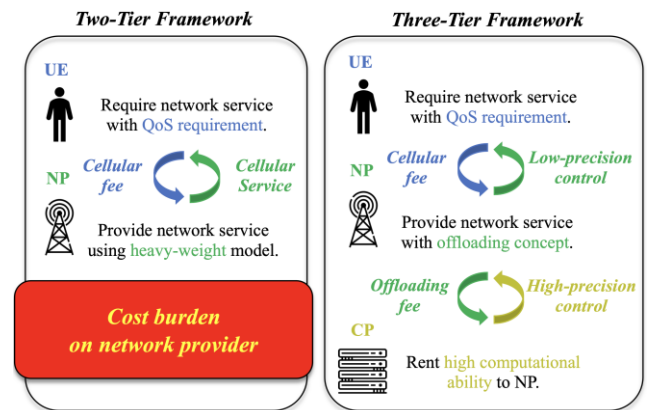 Two-Tier Framework
UE
Require network service
with QoS requirement.
Cellular
fee
Cellular
Service
NP
Provide network service
using heavy-weight model.
Cost burden
on network provider
Three-Tier Framework
UE
Require network service
with QoS requirement.
Cellular
fee
Low-precision
control
NP
Provide network service
with offloading concept.
Offloading
fee
High-precision
control
CP
Rent high computational
ability to NP.